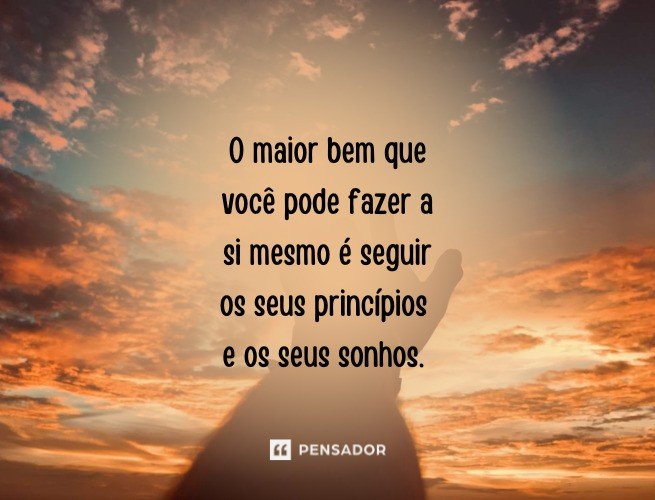 O maior bem que
você pode fazer a
si mesmo é seguir
os seus princípios
e os seus sonhos.
PENSADOR